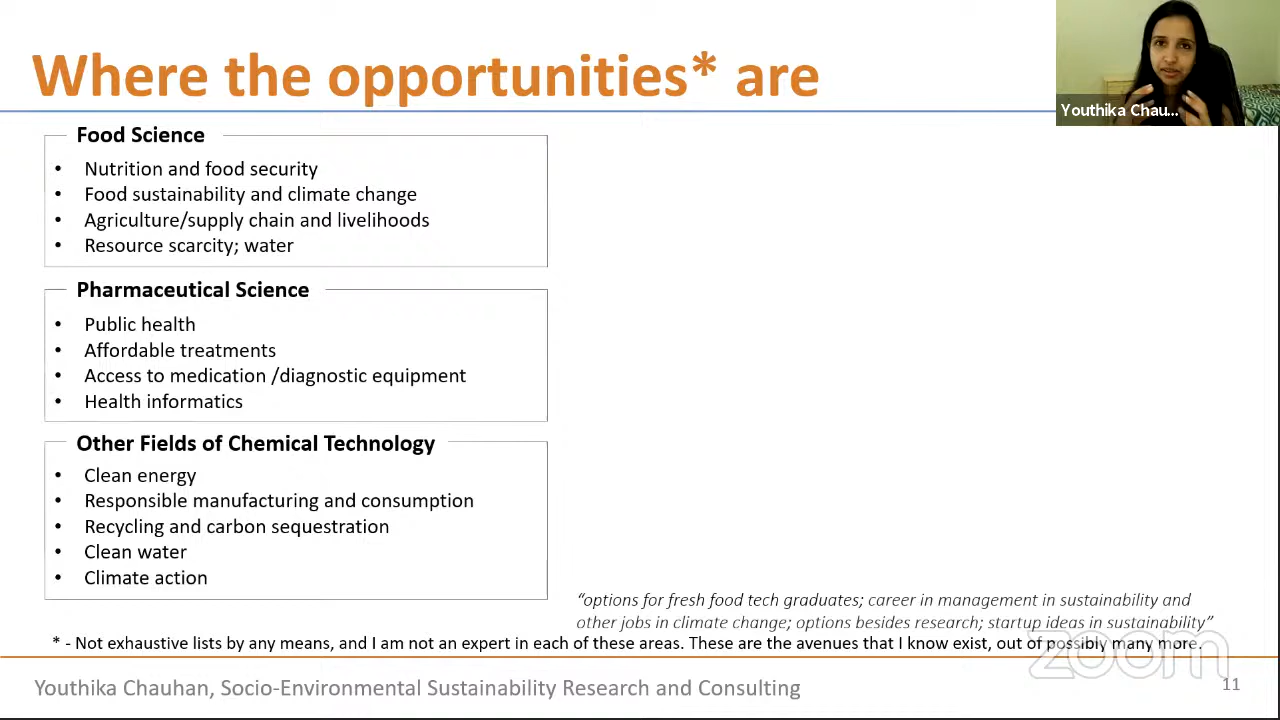 Where the opportunities* are
Youthika Chau...
Food Science
• Nutrition and food security
• Food sustainability and climate change
• Agriculture/supply chain and livelihoods
• Resource scarcity; water
Pharmaceutical Science
• Public health
• Affordable treatments
• Access to medication /diagnostic equipment
• Health informatics
Other Fields of Chemical Technology
• Clean energy
• Responsible manufacturing and consumption
• Recycling and carbon sequestration
• Clean water
• Climate action
“options for fresh food tech graduates; career in management in sustainability and
other jobs in climate change; options besides research; startup ideas in sustainability”
* - Not exhaustive lists by any means, and I am not an expert in each of these areas. These are the avenues that I know exist, out of possibly many more.
zoom
Youthika Chauhan, Socio-Environmental Sustainability Research and Consulting
11